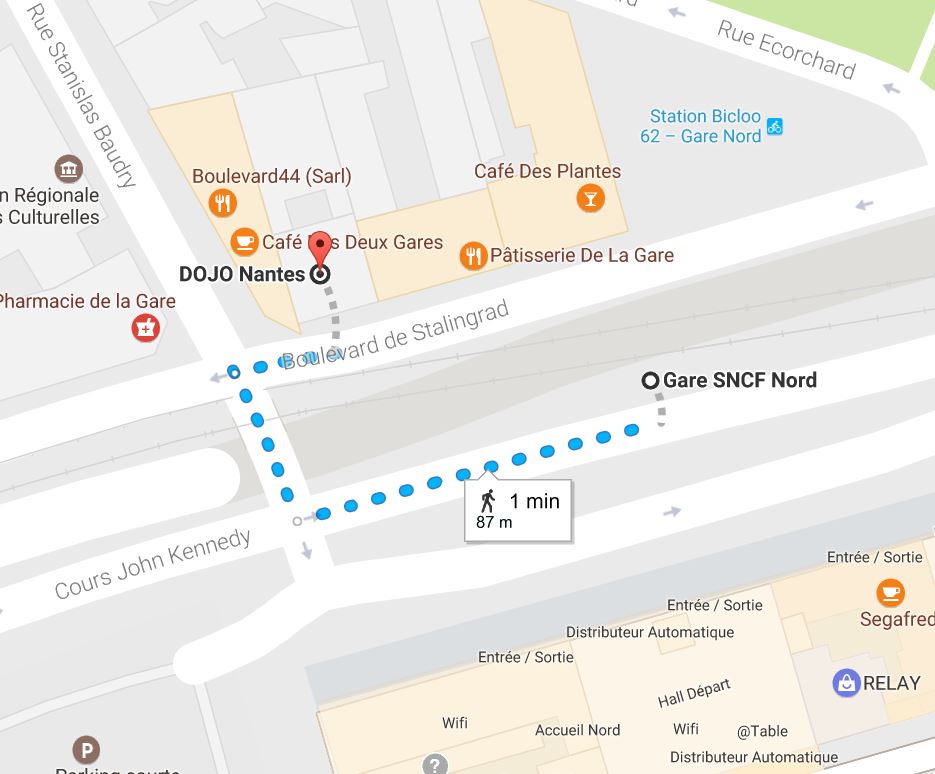 Rue Stanislas Baudry
Rue Ecorchard
Station Bicloo
62 – Gare Nord
Boulevard44 (Sarl)
Café Des Plantes
n Régionale
s Culturelles
Café Des Deux Gares
Pâtisserie De La Gare
DOJO Nantes
Pharmacie de la Gare
Boulevard de Stalingrad
Gare SNCF Nord
1 min
87 m
Cours John Kennedy
Entrée / Sortie
Segafred
Entrée / Sortie
Distributeur Automatique
Entrée / Sortie
RELAY
Hall Départ
Wifi
Accueil Nord
Wifi
@Table
Distributeur Automatique
P
?